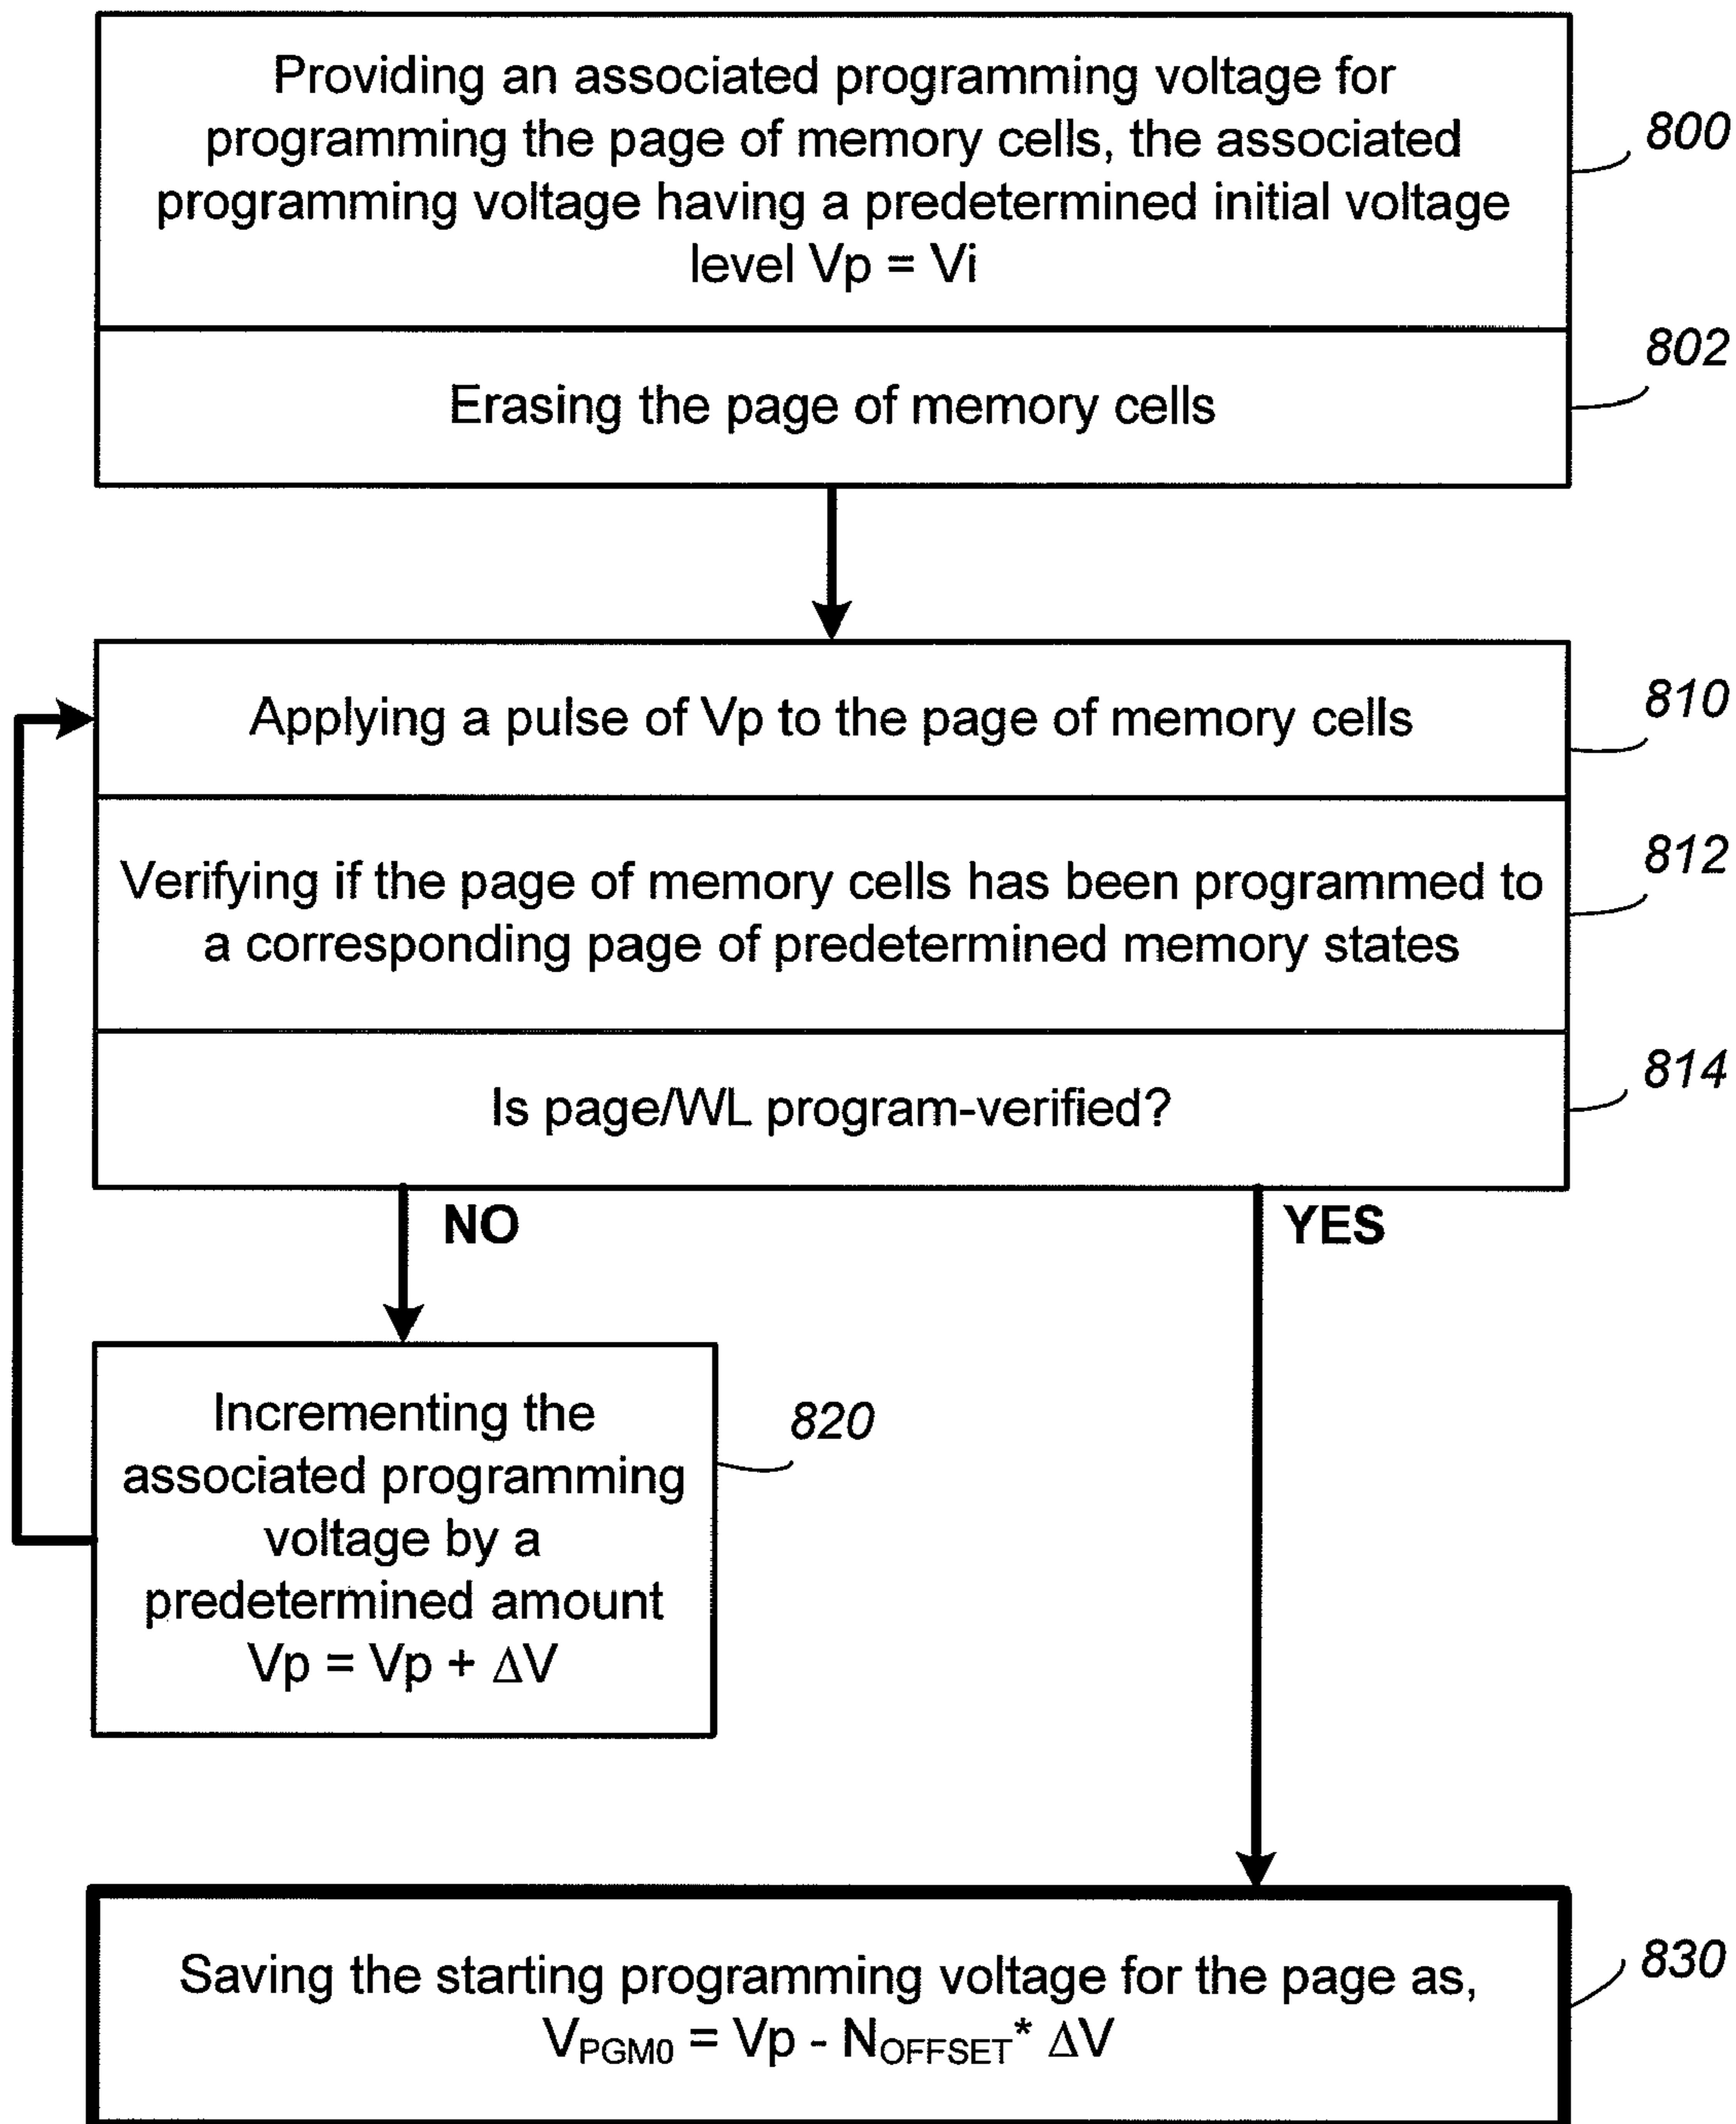 Providing an associated programming voltage for
programming the page of memory cells, the associated
programming voltage having a predetermined initial voltage
level Vp = Vi
800
Erasing the page of memory cells
802
Applying a pulse of Vp to the page of memory cells
810
Verifying if the page of memory cells has been programmed to
a corresponding page of predetermined memory states
812
Is page/WL program-verified?
814
NO
YES
Incrementing the
associated programming
voltage by a
predetermined amount
Vp = Vp + ΔV
820
Saving the starting programming voltage for the page as,
V_PGM0 = Vp - N_OFFSET* ΔV
830